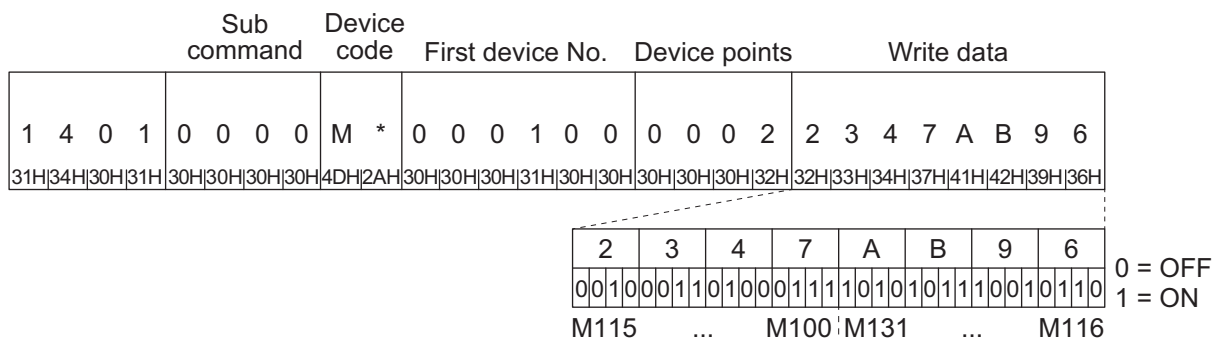 Sub command Device code First device No. Device points Write data
1 4 0 1 0 0 0 0 M * 0 0 0 1 0 0 0 0 0 2 2 3 4 7 A B 9 6
31H 34H 30H 31H 30H 30H 30H 30H 4DH 2AH 30H 30H 30H 31H 30H 30H 30H 30H 30H 32H 32H 33H 34H 37H 41H 42H 39H 36H
2 3 4 7 A B 9 6
0 0 1 0 0 0 1 1 0 1 0 0 0 1 1 1 1 0 1 0 1 0 1 1 1 0 0 1 0 1 1 0
0 = OFF
1 = ON
M115 ... M100 M131 ... M116